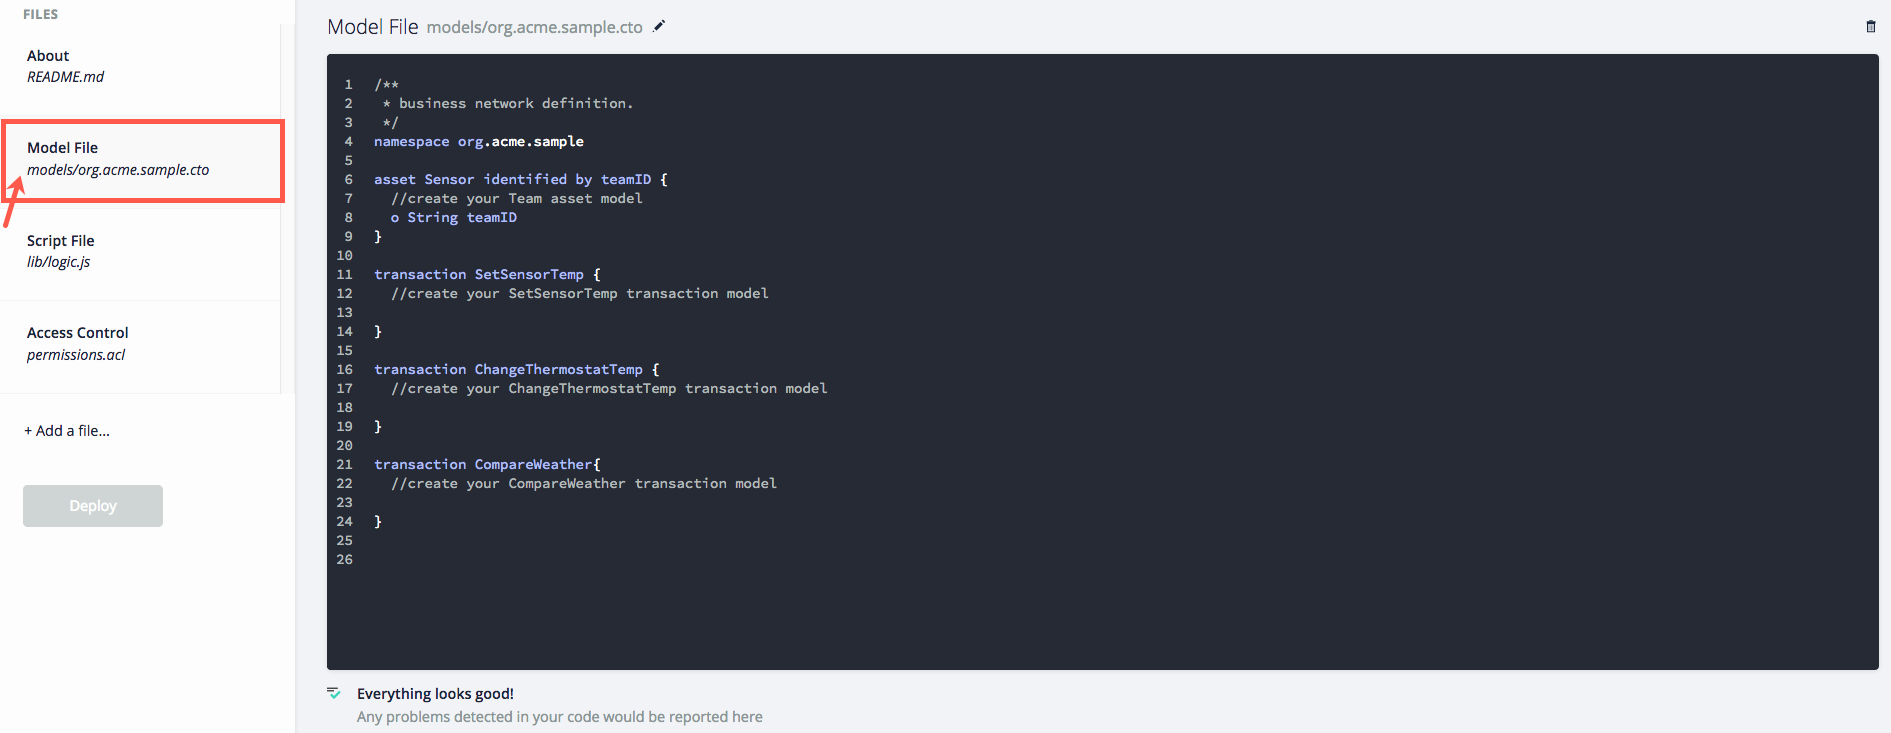 FILES
About
README.md
Model File
models/org.acme.sample.cto
Script File
lib/logic.js
Access Control
permissions.acl
+ Add a file...
Deploy
Model File models/org.acme.sample.cto
1 /**
2  * business network definition.
3  */
4 namespace org.acme.sample
5
6 asset Sensor identified by teamID {
7   //create your Team asset model
8   o String teamID
9 }
10
11 transaction SetSensorTemp {
12   //create your SetSensorTemp transaction model
13
14 }
15
16 transaction ChangeThermostatTemp {
17   //create your ChangeThermostatTemp transaction model
18
19 }
20
21 transaction CompareWeather{
22   //create your CompareWeather transaction model
23
24 }
25
26
Everything looks good!
Any problems detected in your code would be reported here